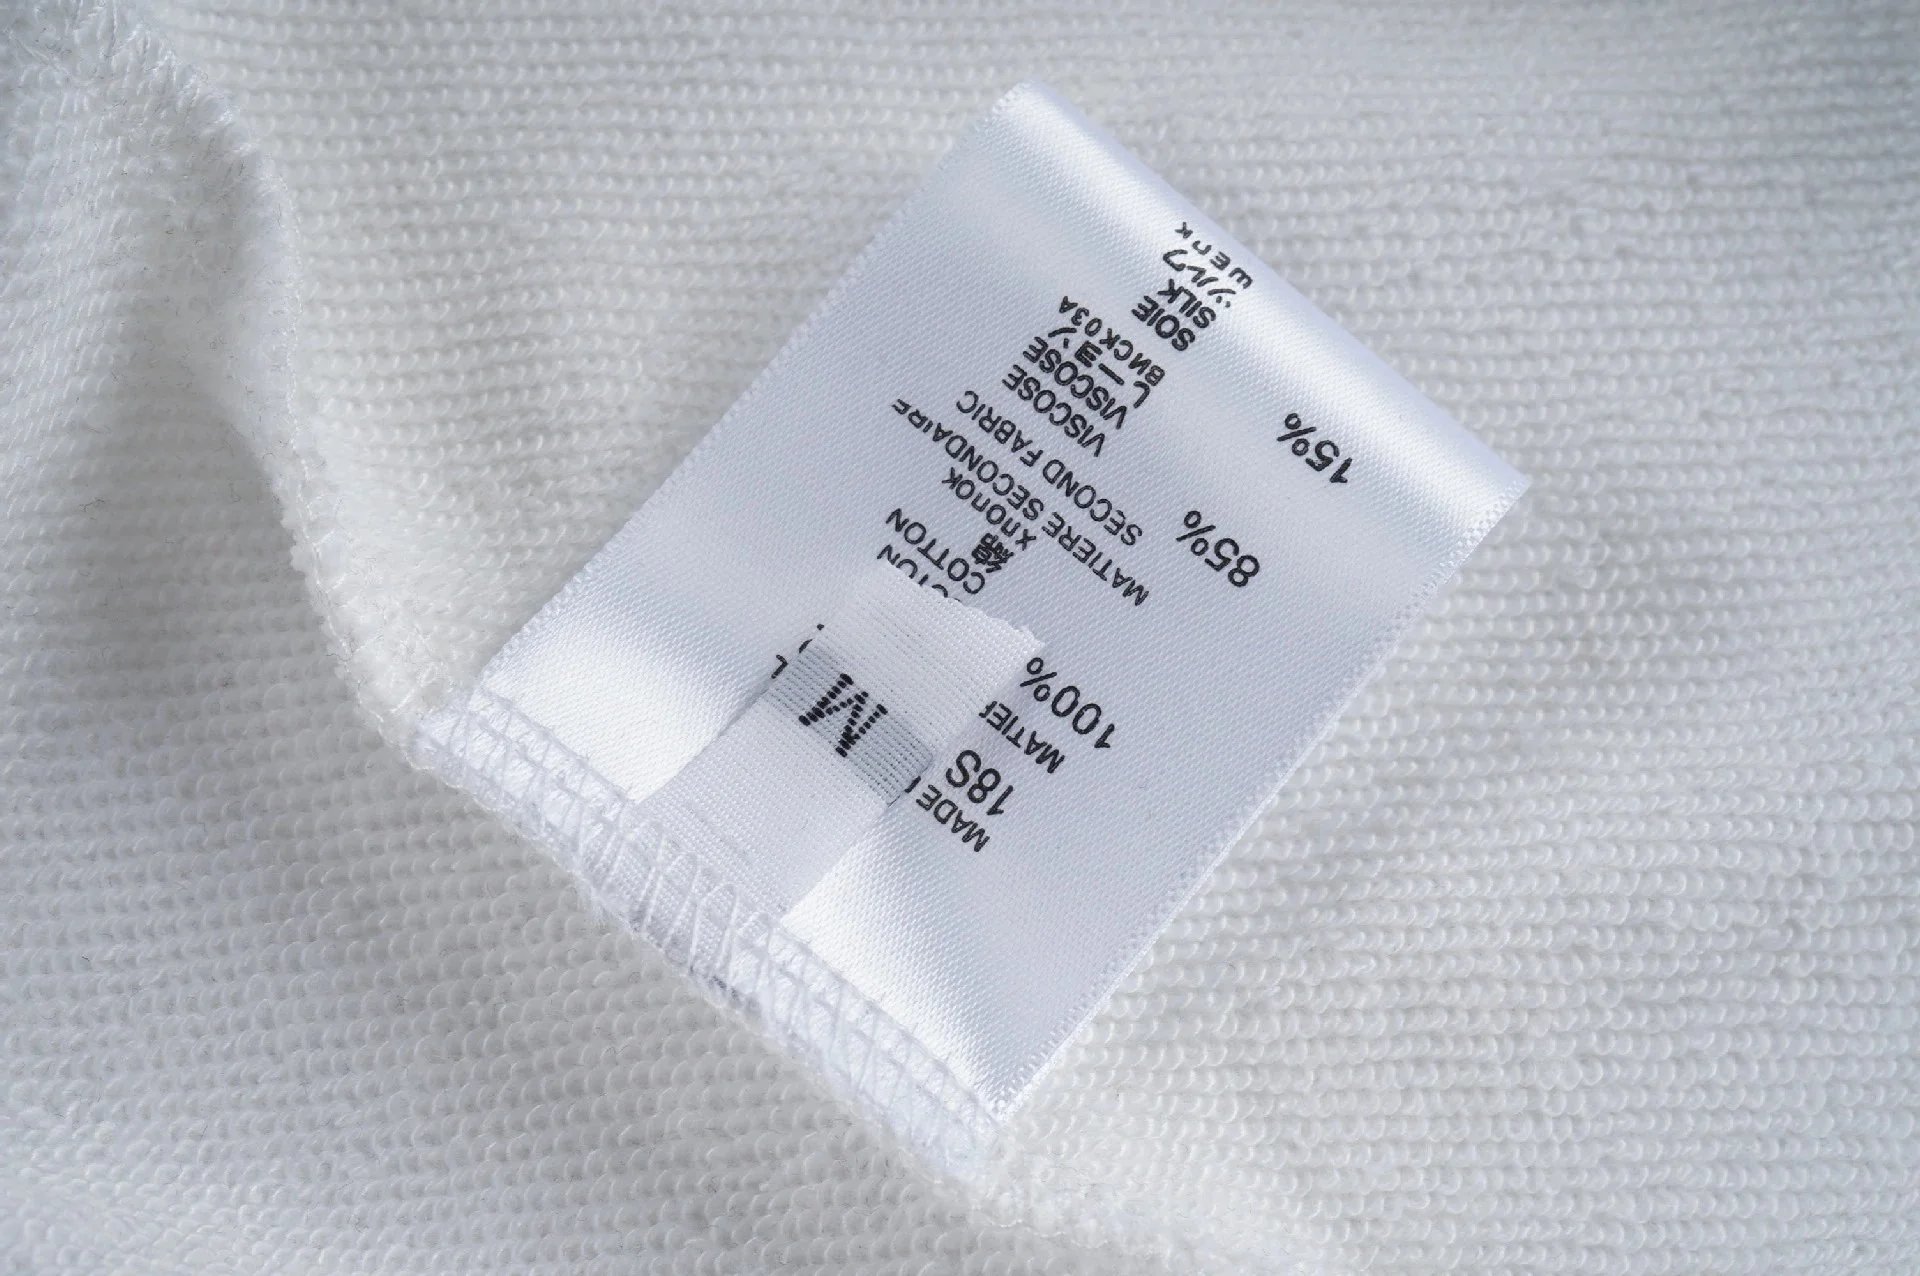 MADE
18S
MATIER
M
100%
COTTON
綿
хлопок
MATIERE SECONDAIRE
SECOND FABRIC
85% VISCOSE
VISCOSE
レーヨン
ВИСКОЗА
15% SOIE
SILK
シルク
шелк